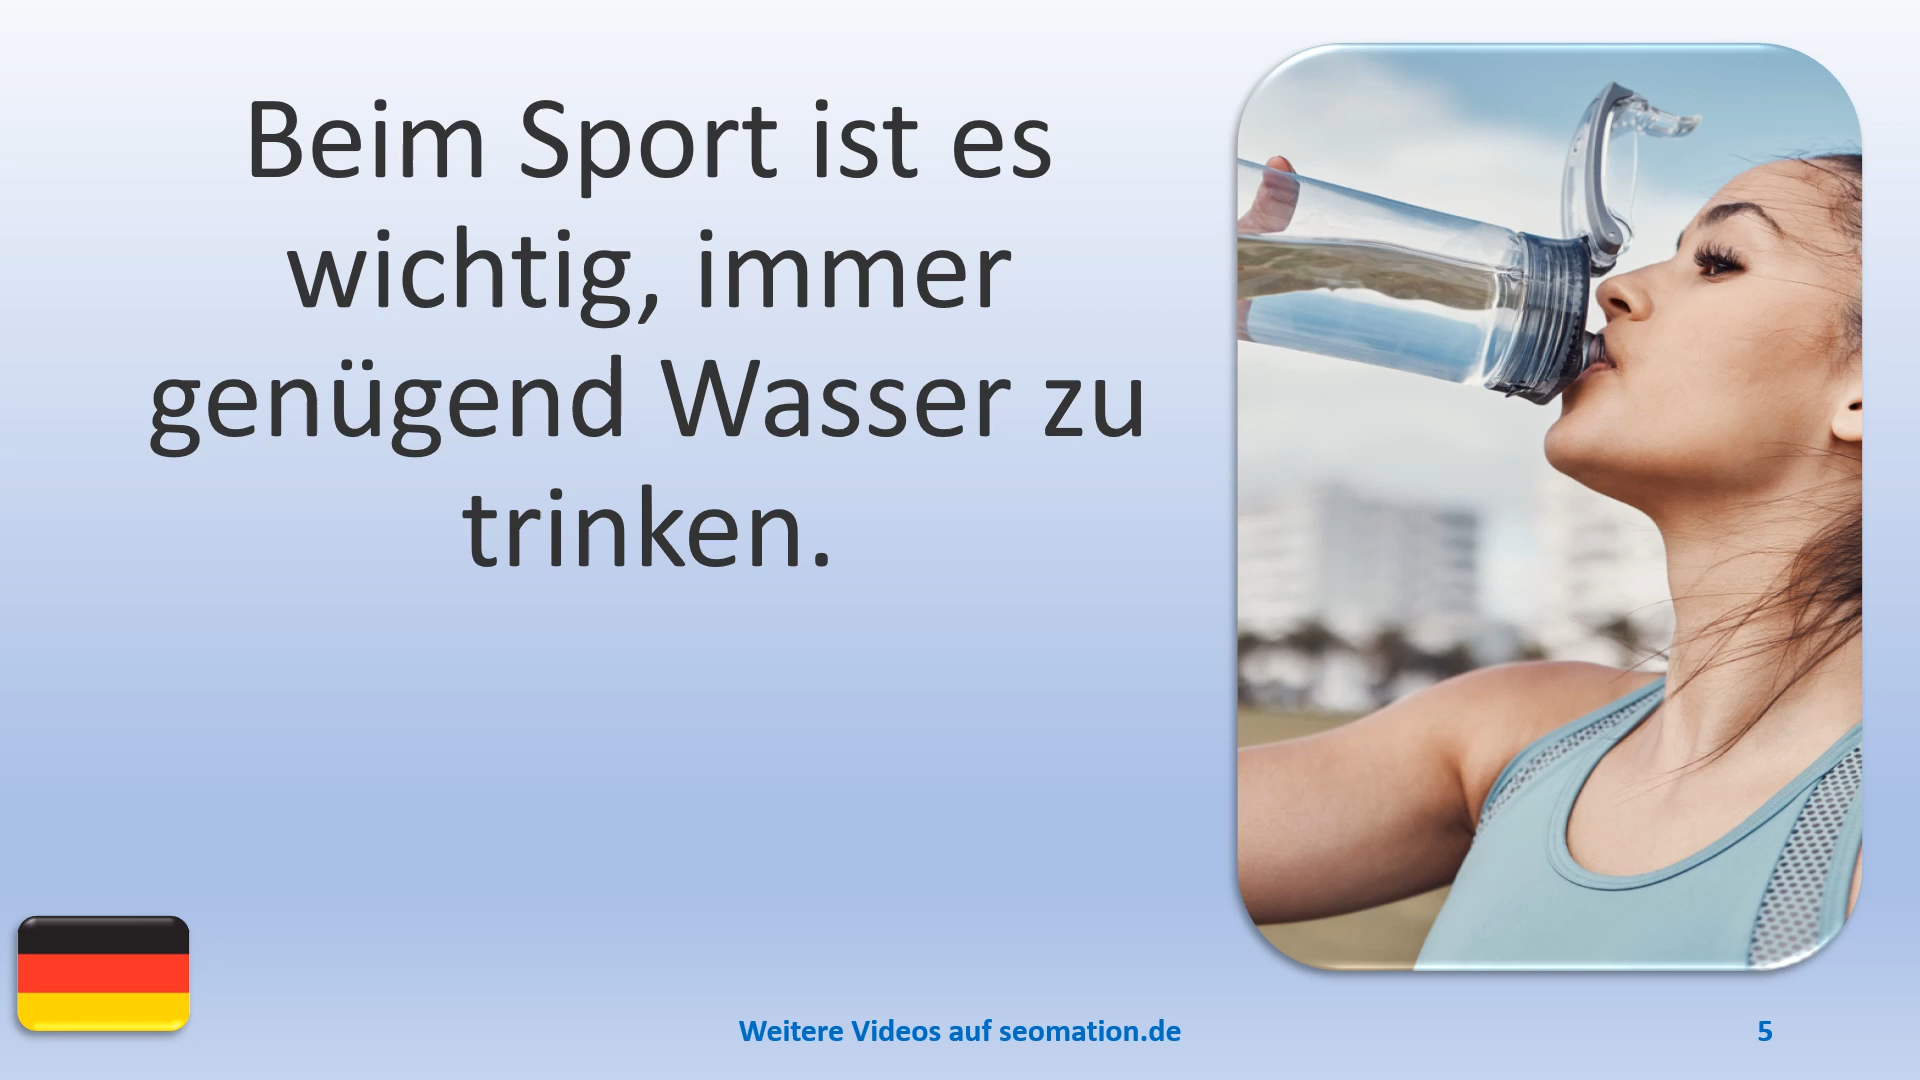 Beim Sport ist es
wichtig, immer
genügend Wasser zu
trinken.
Weitere Videos auf seomation.de
5